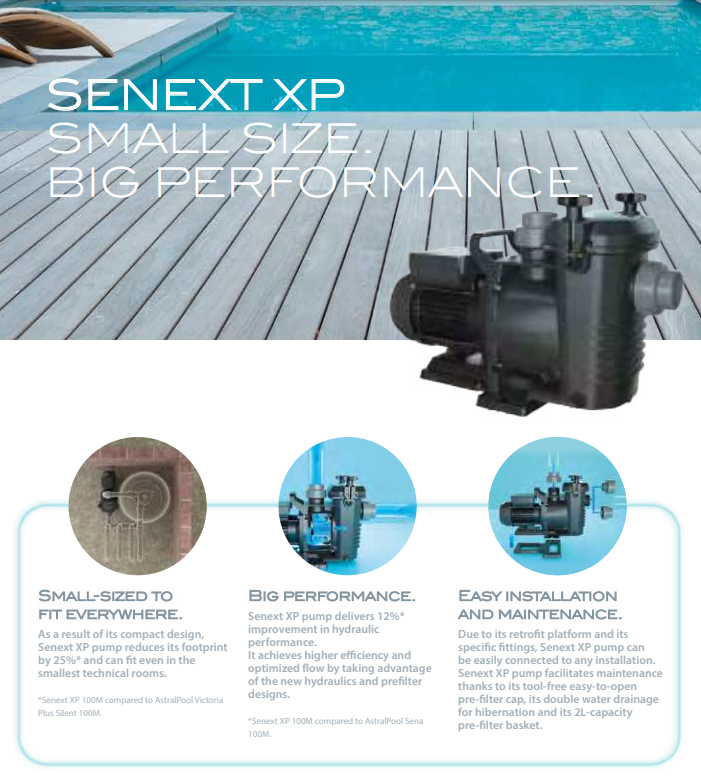 SENEXT XP
SMALL SIZE.
BIG PERFORMANCE.
SMALL-SIZED TO
FIT EVERYWHERE.
As a result of its compact design,
Senext XP pump reduces its footprint
by 25%* and can fit even in the
smallest technical rooms.
*Senext XP 100M compared to AstralPool Victoria
Plus Silent 100M.
BIG PERFORMANCE.
Senext XP pump delivers 12%*
improvement in hydraulic
performance.
It achieves higher efficiency and
optimized flow by taking advantage
of the new hydraulics and prefilter
designs.
*Senext XP 100M compared to AstralPool Sena
100M.
EASY INSTALLATION
AND MAINTENANCE.
Due to its retrofit platform and its
specific fittings, Senext XP pump can
be easily connected to any installation.
Senext XP pump facilitates maintenance
thanks to its tool-free easy-to-open
pre-filter cap, its double water drainage
for hibernation and its 2L-capacity
pre-filter basket.